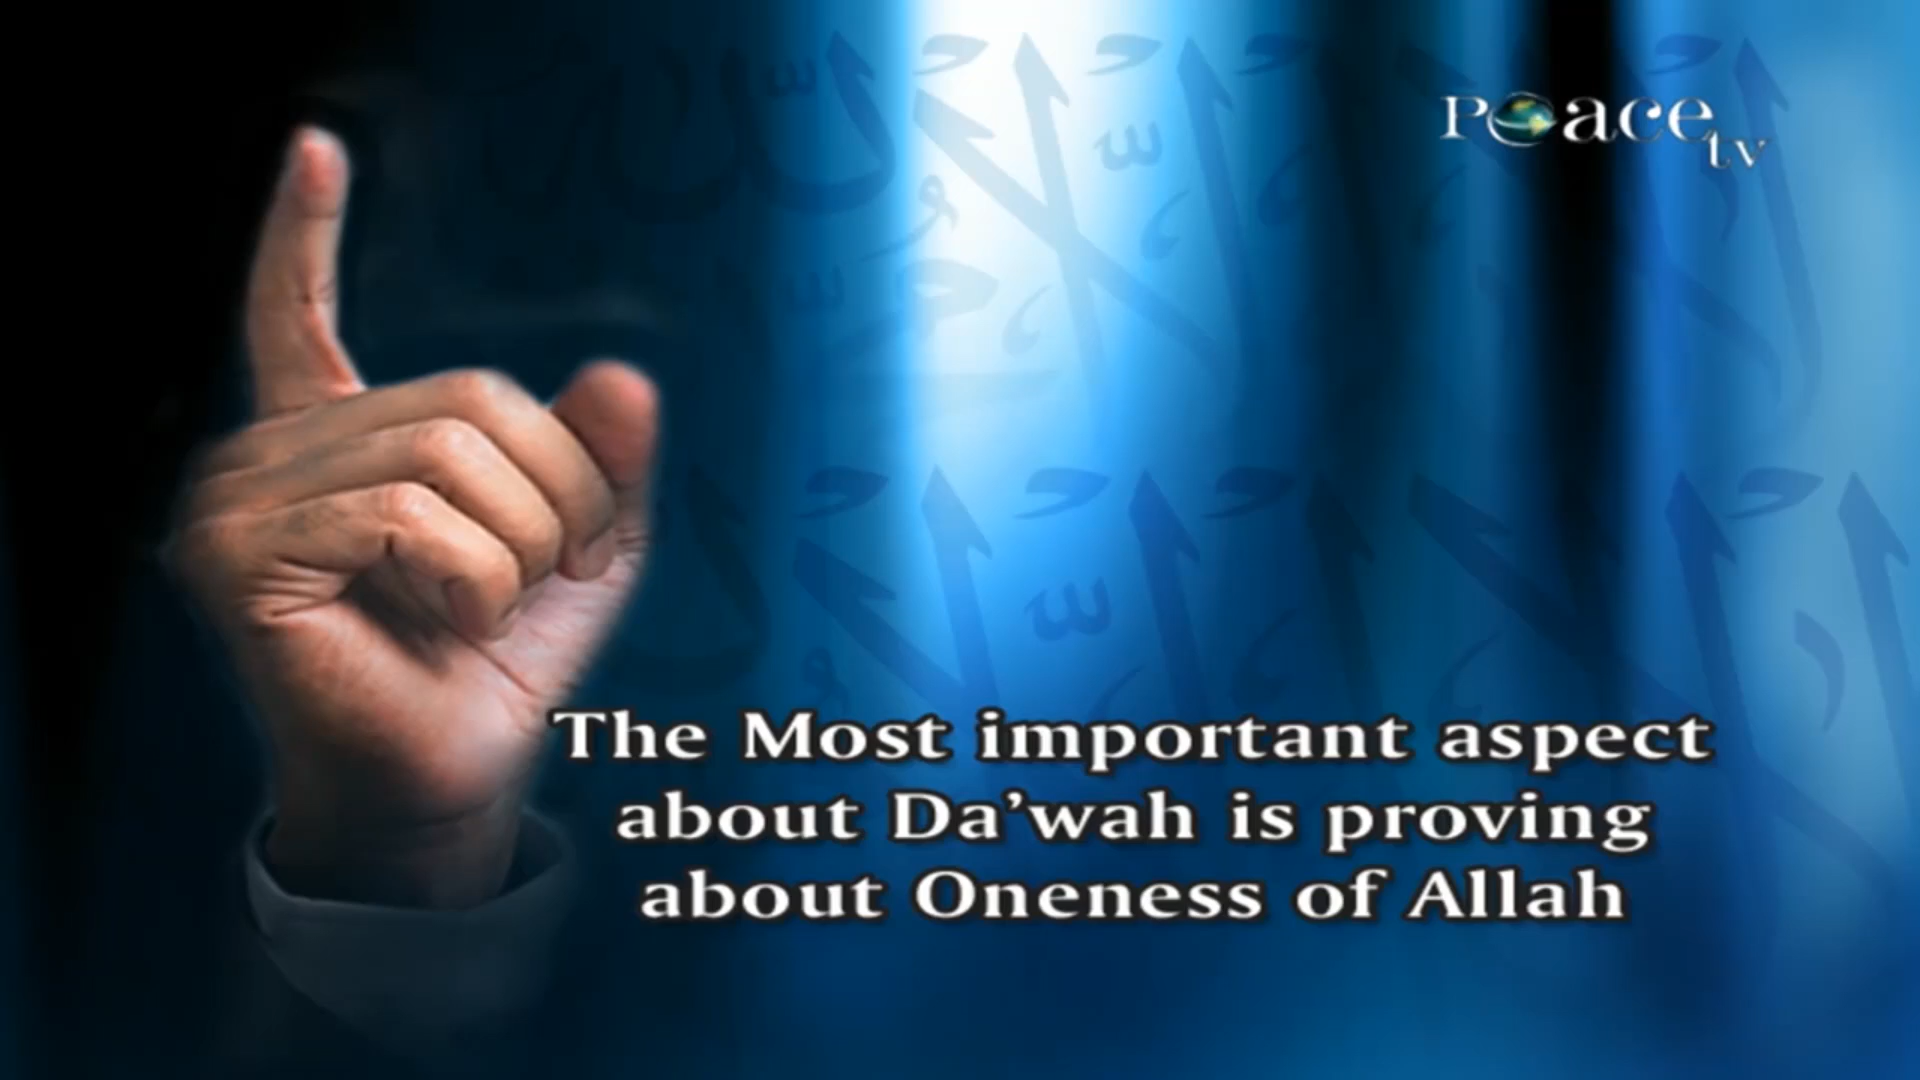 Peace tv
The Most important aspect
about Da’wah is proving
about Oneness of Allah